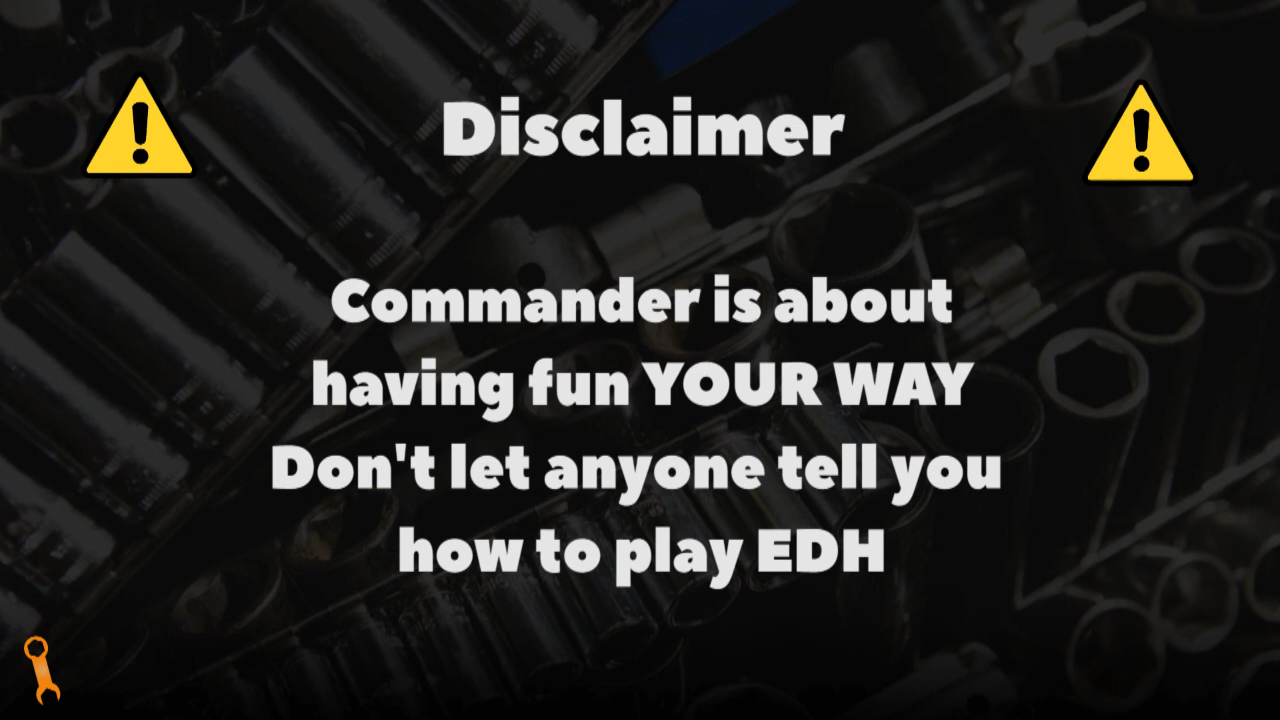 Disclaimer
Commander is about
having fun YOUR WAY
Don't let anyone tell you
how to play EDH